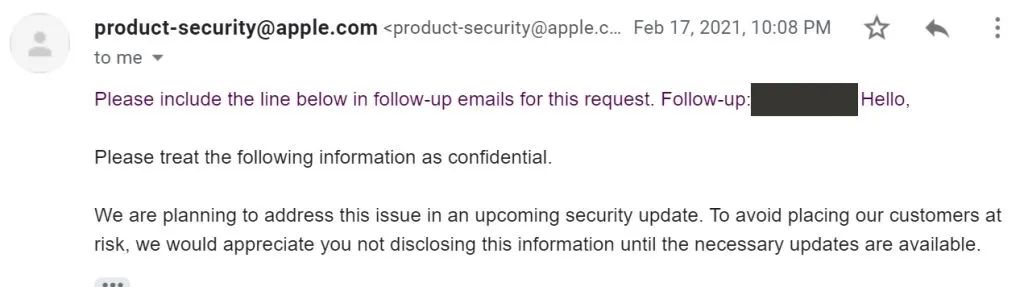 product-security@apple.com <product-security@apple.c... Feb 17, 2021, 10:08 PM
to me
Please include the line below in follow-up emails for this request. Follow-up: Hello,
Please treat the following information as confidential.
We are planning to address this issue in an upcoming security update. To avoid placing our customers at
risk, we would appreciate you not disclosing this information until the necessary updates are available.